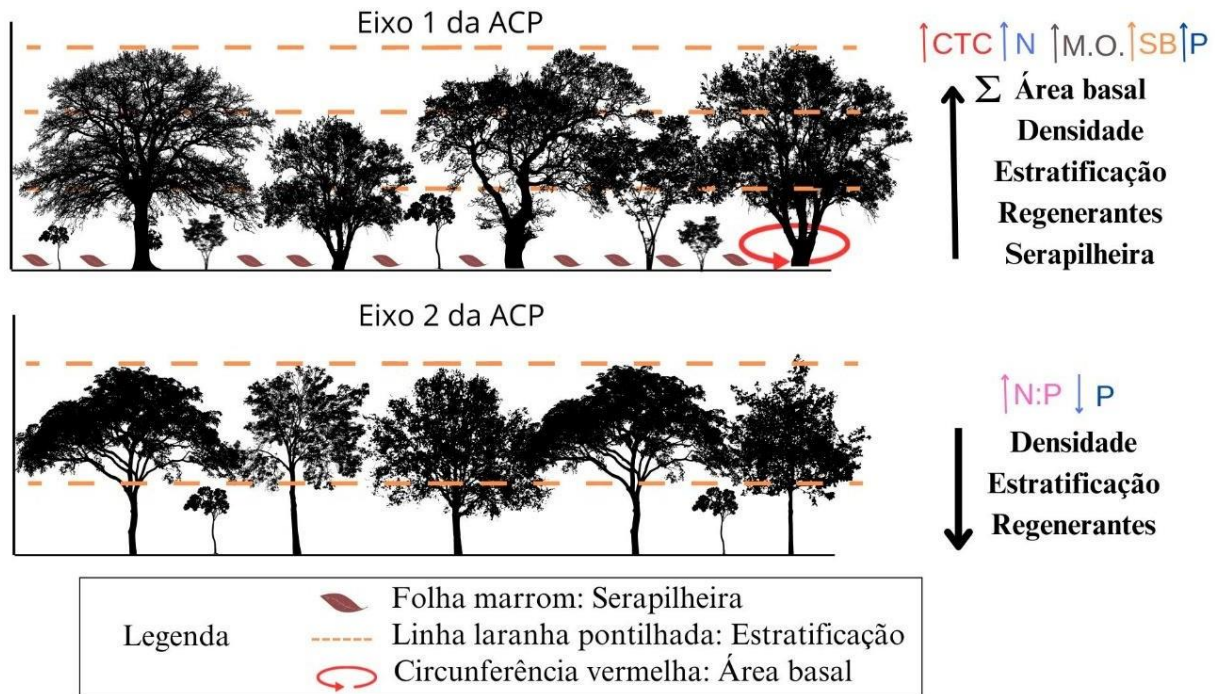 Eixo 1 da ACP
↑CTC ↑N ↑M.O. ↑SB ↑P
Σ Área basal
Densidade
Estratificação
Regenerantes
Serapilheira
Eixo 2 da ACP
↑N:P ↓P
Densidade
Estratificação
Regenerantes
Legenda
Folha marrom: Serapilheira
Linha laranha pontilhada: Estratificação
Circunferência vermelha: Área basal